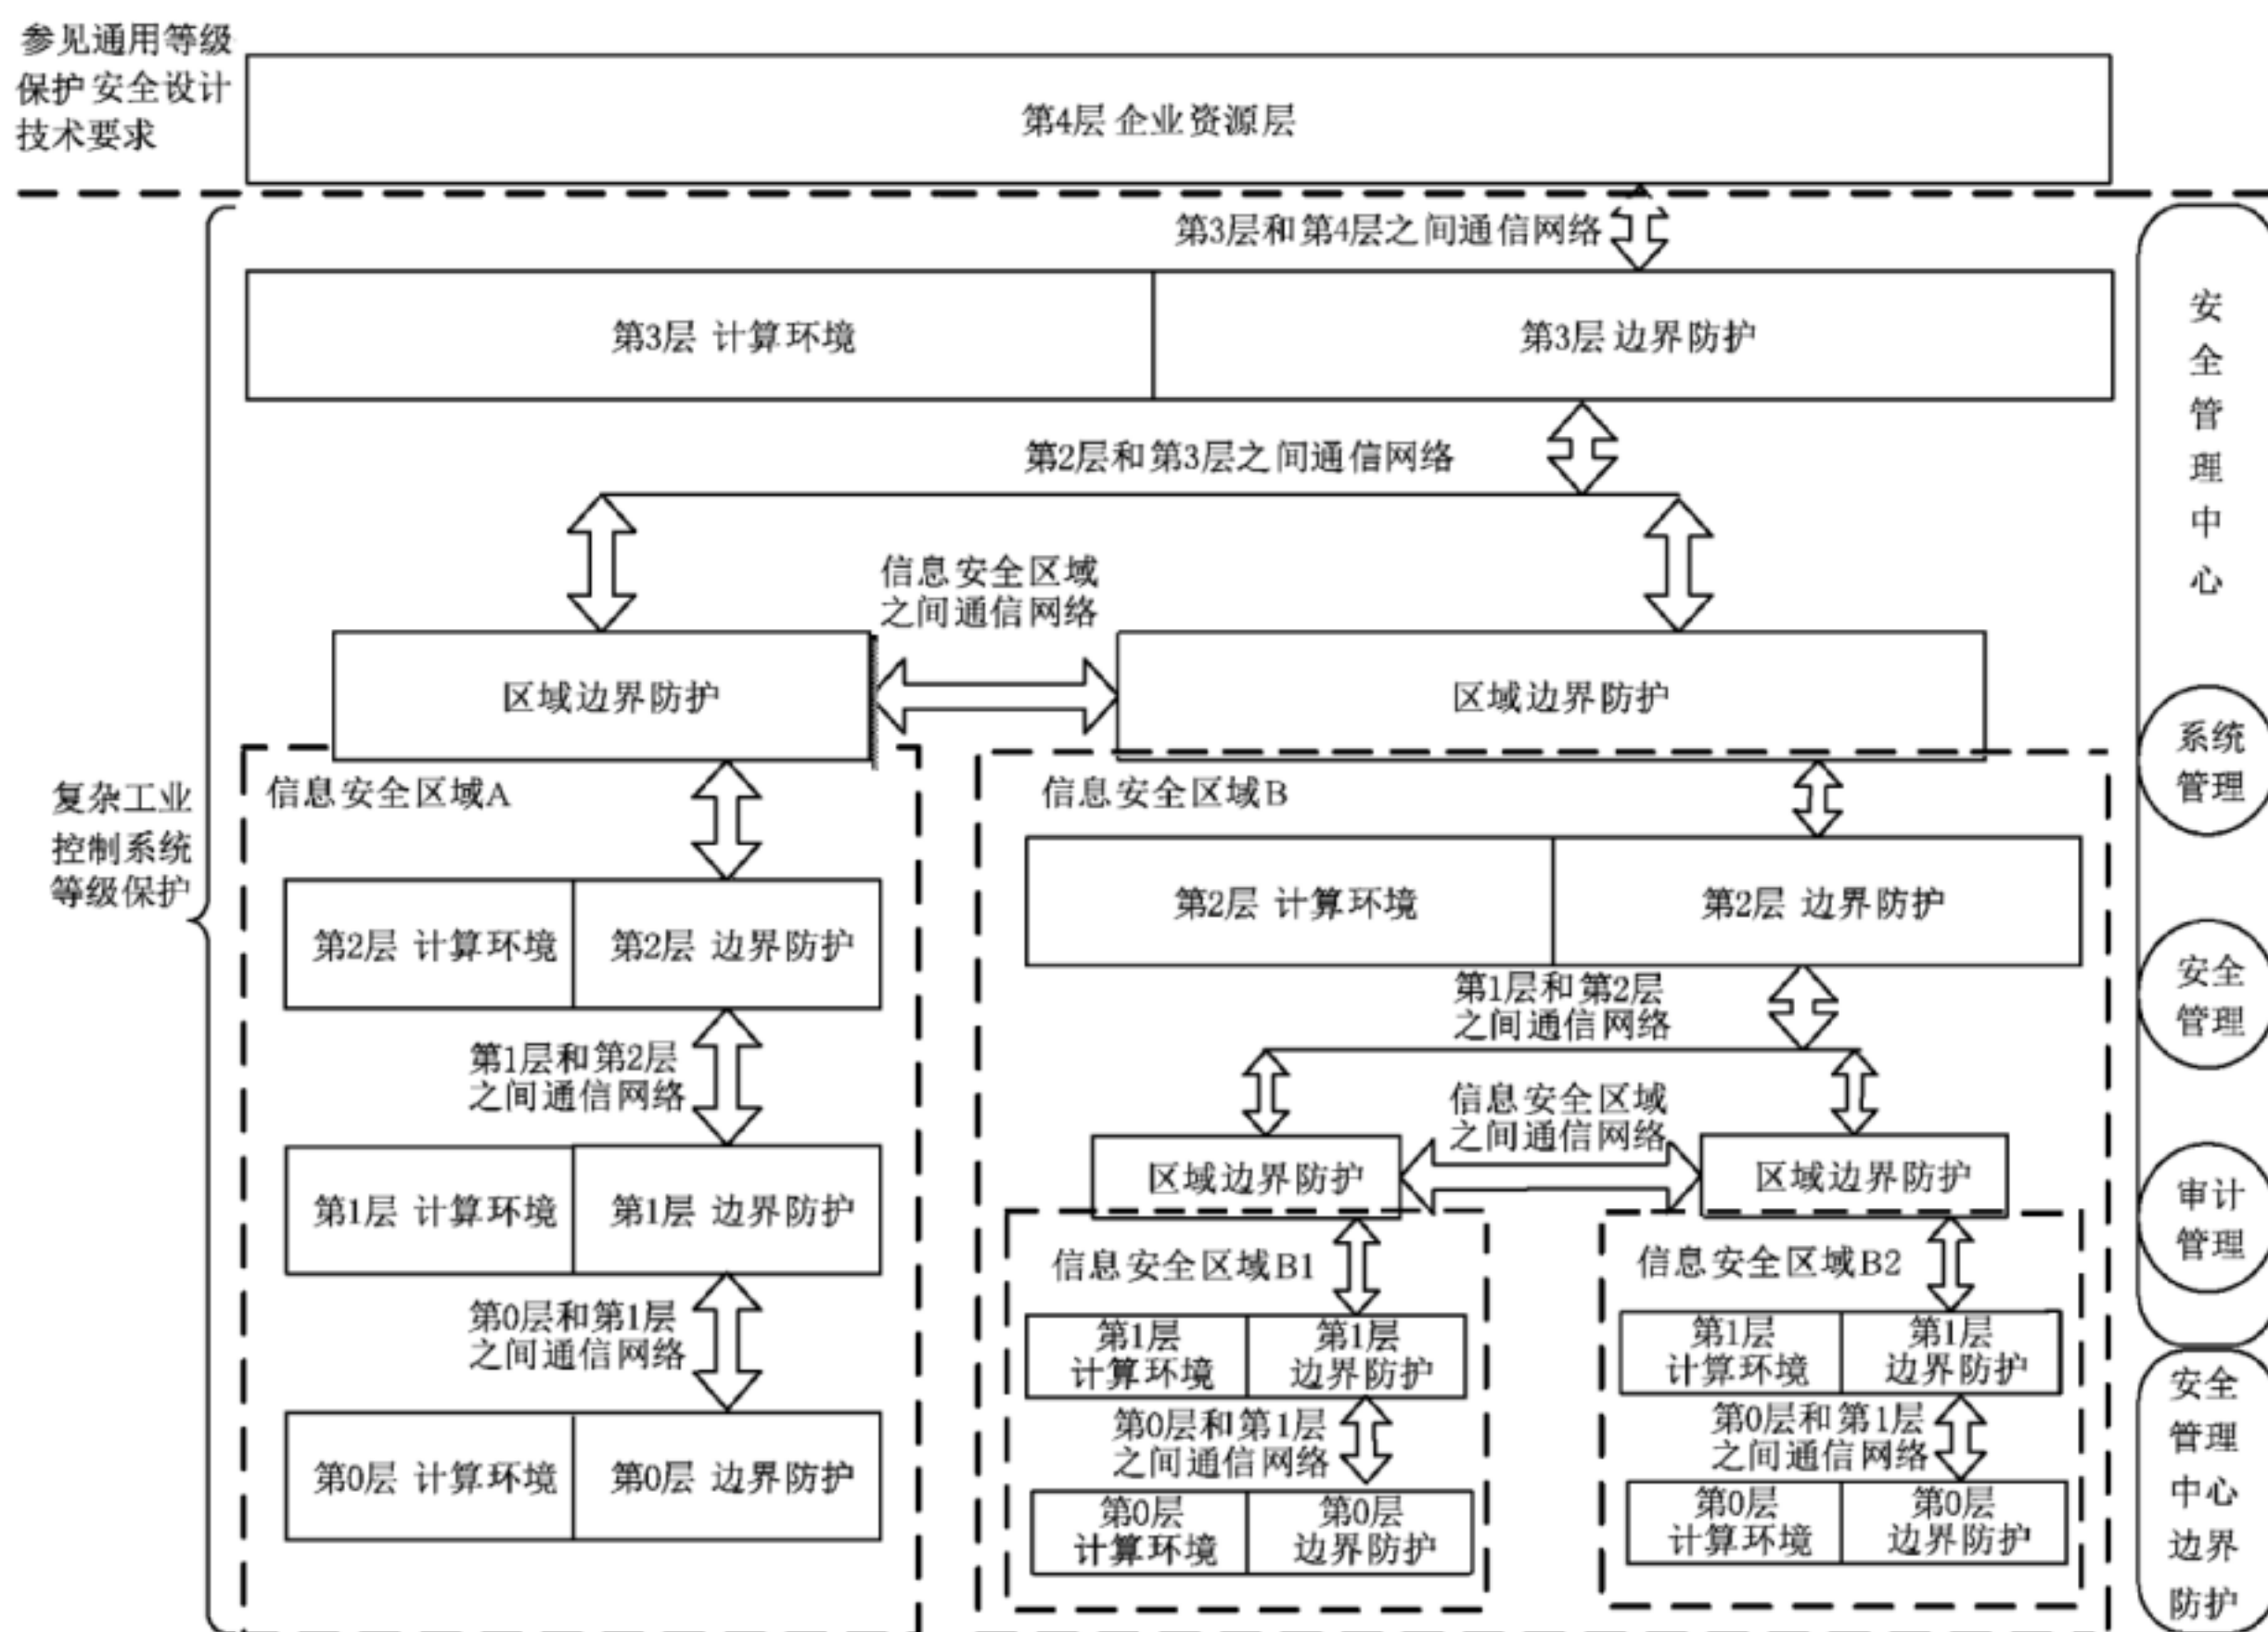 参见通用等级
保护安全设计
技术要求
第4层 企业资源层
第3层和第4层之间通信网络
第3层 计算环境
第3层 边界防护
第2层和第3层之间通信网络
信息安全区域
之间通信网络
区域边界防护
区域边界防护
复杂工业
控制系统
等级保护
信息安全区域A
第2层 计算环境
第2层 边界防护
第1层和第2层
之间通信网络
第1层 计算环境
第1层 边界防护
第0层和第1层
之间通信网络
第0层 计算环境
第0层 边界防护
信息安全区域B
第2层 计算环境
第2层 边界防护
第1层和第2层
之间通信网络
信息安全区域
之间通信网络
区域边界防护
区域边界防护
信息安全区域B1
第1层
计算环境
第1层
边界防护
第0层和第1层
之间通信网络
第0层
计算环境
第0层
边界防护
信息安全区域B2
第1层
计算环境
第1层
边界防护
第0层和第1层
之间通信网络
第0层
计算环境
第0层
边界防护
安
全
管
理
中
心
系统
管理
安全
管理
审计
管理
安全
管理
中心
边界
防护